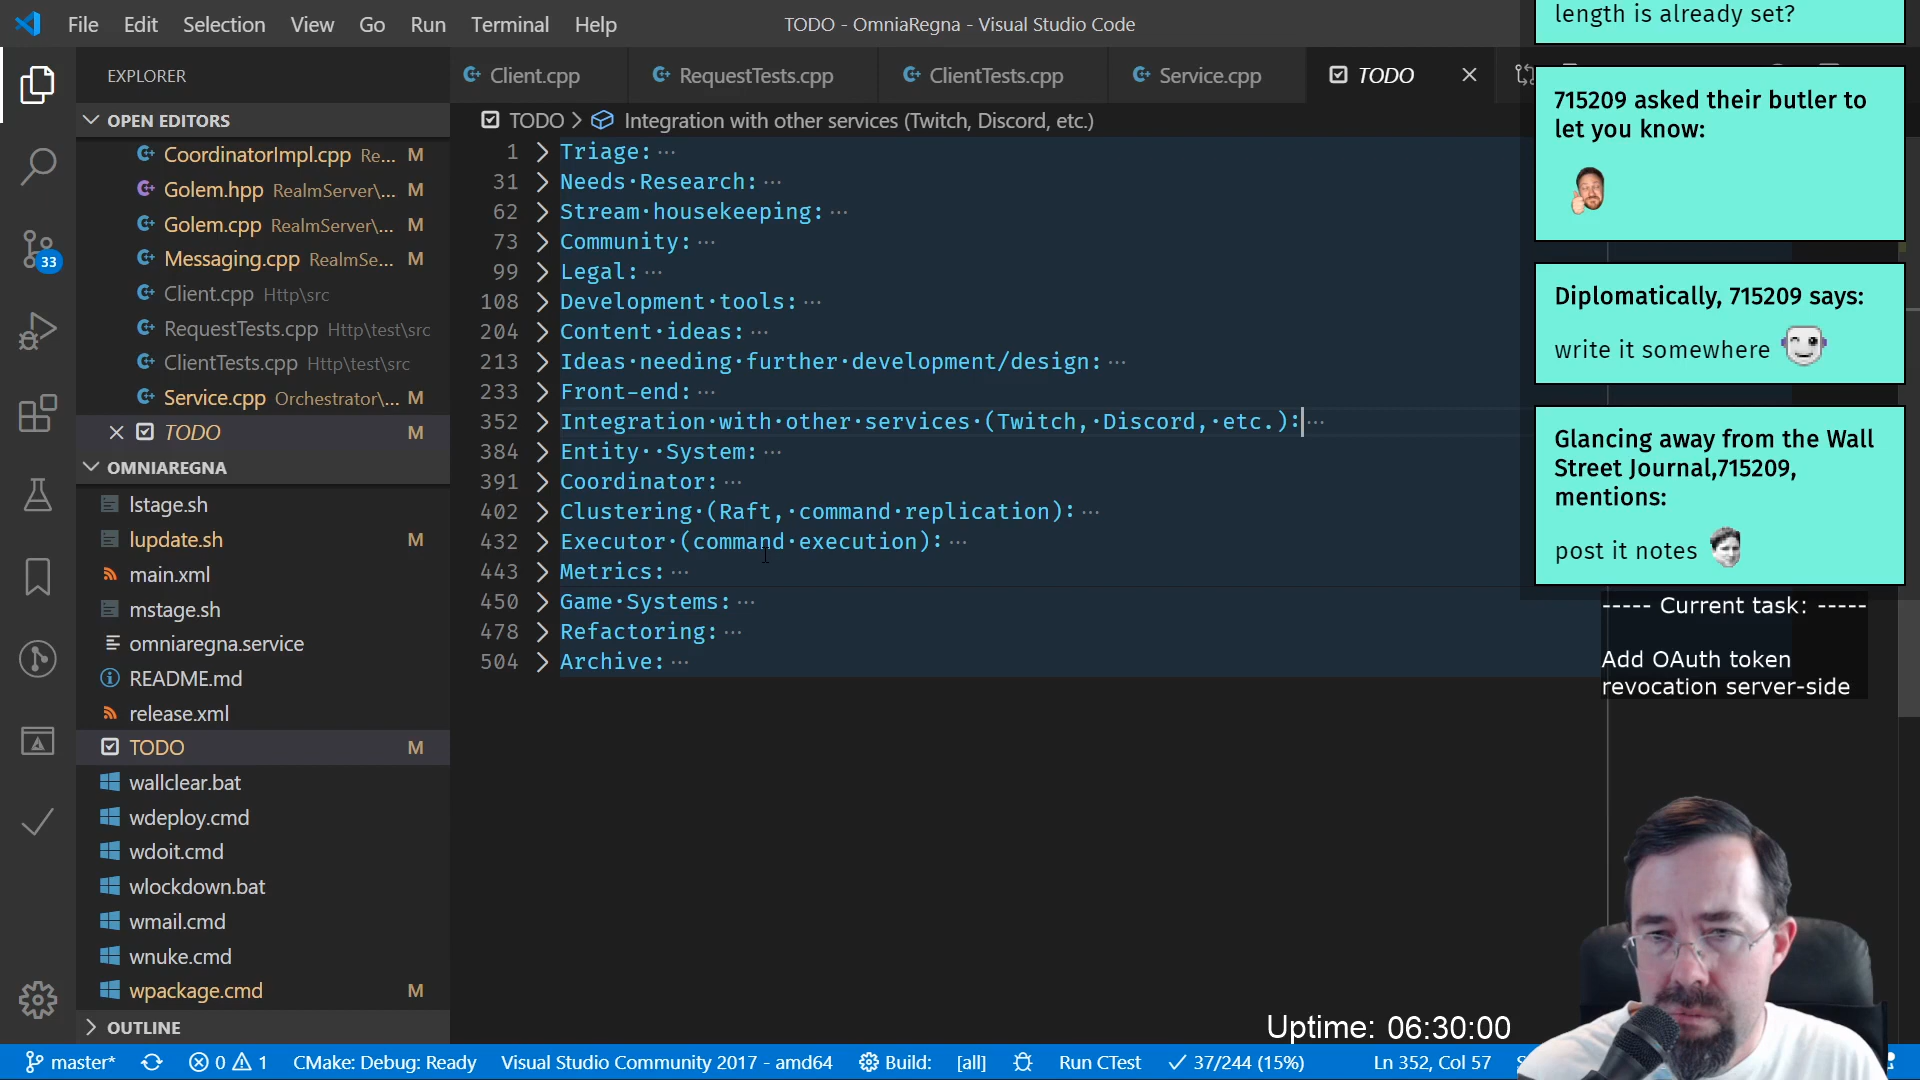 File Edit Selection View Go Run Terminal Help
TODO - OmniaRegna - Visual Studio Code
EXPLORER
OPEN EDITORS
CoordinatorImpl.cpp Re... M
Golem.hpp RealmServer\... M
Golem.cpp RealmServer\... M
Messaging.cpp RealmSe... M
Client.cpp Http\src
RequestTests.cpp Http\test\src
ClientTests.cpp Http\test\src
Service.cpp Orchestrator\... M
TODO M
OMNIAREGNA
lstage.sh
lupdate.sh M
main.xml
mstage.sh
omniaregna.service
README.md
release.xml
TODO M
wallclear.bat
wdeploy.cmd
wdoit.cmd
wlockdown.bat
wmail.cmd
wnuke.cmd
wpackage.cmd M
OUTLINE
33
Client.cpp RequestTests.cpp ClientTests.cpp Service.cpp TODO
TODO > Integration with other services (Twitch, Discord, etc.)
1 Triage: ...
31 Needs·Research: ...
62 Stream·housekeeping: ...
73 Community: ...
99 Legal: ...
108 Development·tools: ...
204 Content·ideas: ...
213 Ideas·needing·further·development/design: ...
233 Front-end: ...
352 Integration·with·other·services·(Twitch,·Discord,·etc.): ...
384 Entity··System: ...
391 Coordinator: ...
402 Clustering·(Raft,·command·replication): ...
432 Executor·(command·execution): ...
443 Metrics: ...
450 Game·Systems: ...
478 Refactoring: ...
504 Archive: ...
length is already set?
715209 asked their butler to
let you know:
Diplomatically, 715209 says:
write it somewhere
Glancing away from the Wall
Street Journal,715209,
mentions:
post it notes
----- Current task: -----
Add OAuth token
revocation server-side
Uptime: 06:30:00
master* 0 1 CMake: Debug: Ready Visual Studio Community 2017 - amd64 Build: [all] Run CTest 37/244 (15%) Ln 352, Col 57